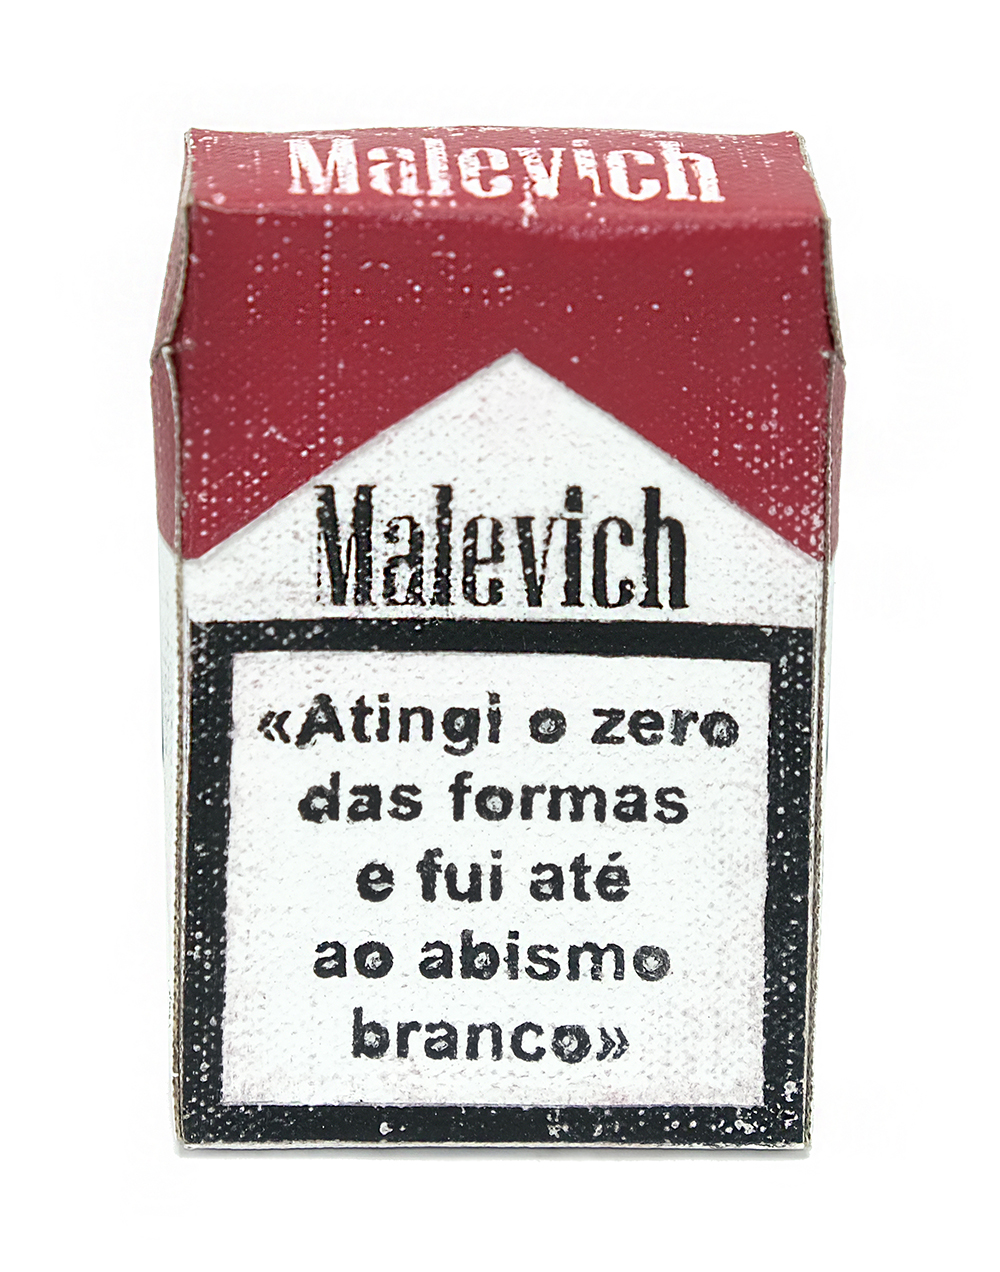 Malevich
Malevich
«Atingi o zero
das formas
e fui até
ao abismo
branco»